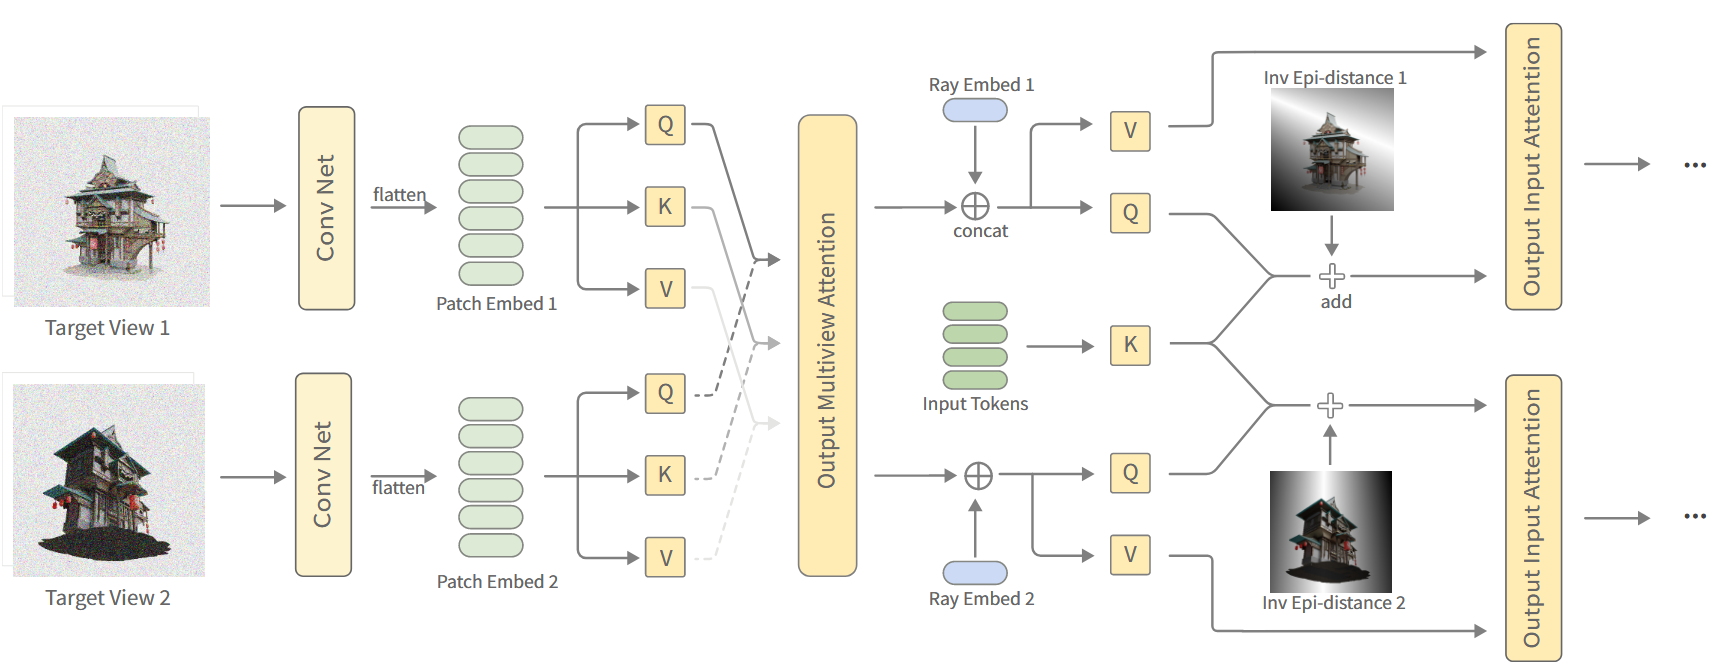 Target View 1
Conv Net
flatten
Patch Embed 1
Q
K
V
Target View 2
Conv Net
flatten
Patch Embed 2
Q
K
V
Output Multiview Attention
Ray Embed 1
concat
V
Q
Input Tokens
K
Q
V
Ray Embed 2
Inv Epi-distance 1
add
Inv Epi-distance 2
Output Input Attetntion
...
Output Input Attention
...